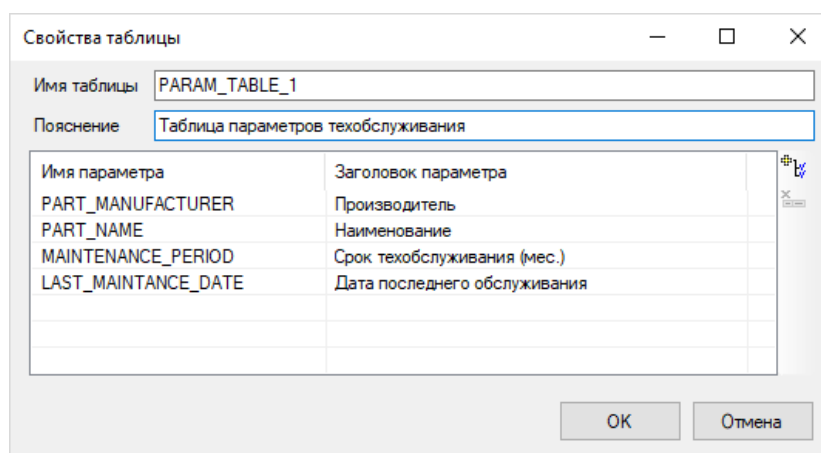 Свойства таблицы
Имя таблицы PARAM_TABLE_1
Пояснение Таблица параметров техобслуживания
Имя параметра Заголовок параметра
PART_MANUFACTURER Производитель
PART_NAME Наименование
MAINTENANCE_PERIOD Срок техобслуживания (мес.)
LAST_MAINTANCE_DATE Дата последнего обслуживания
OK Отмена